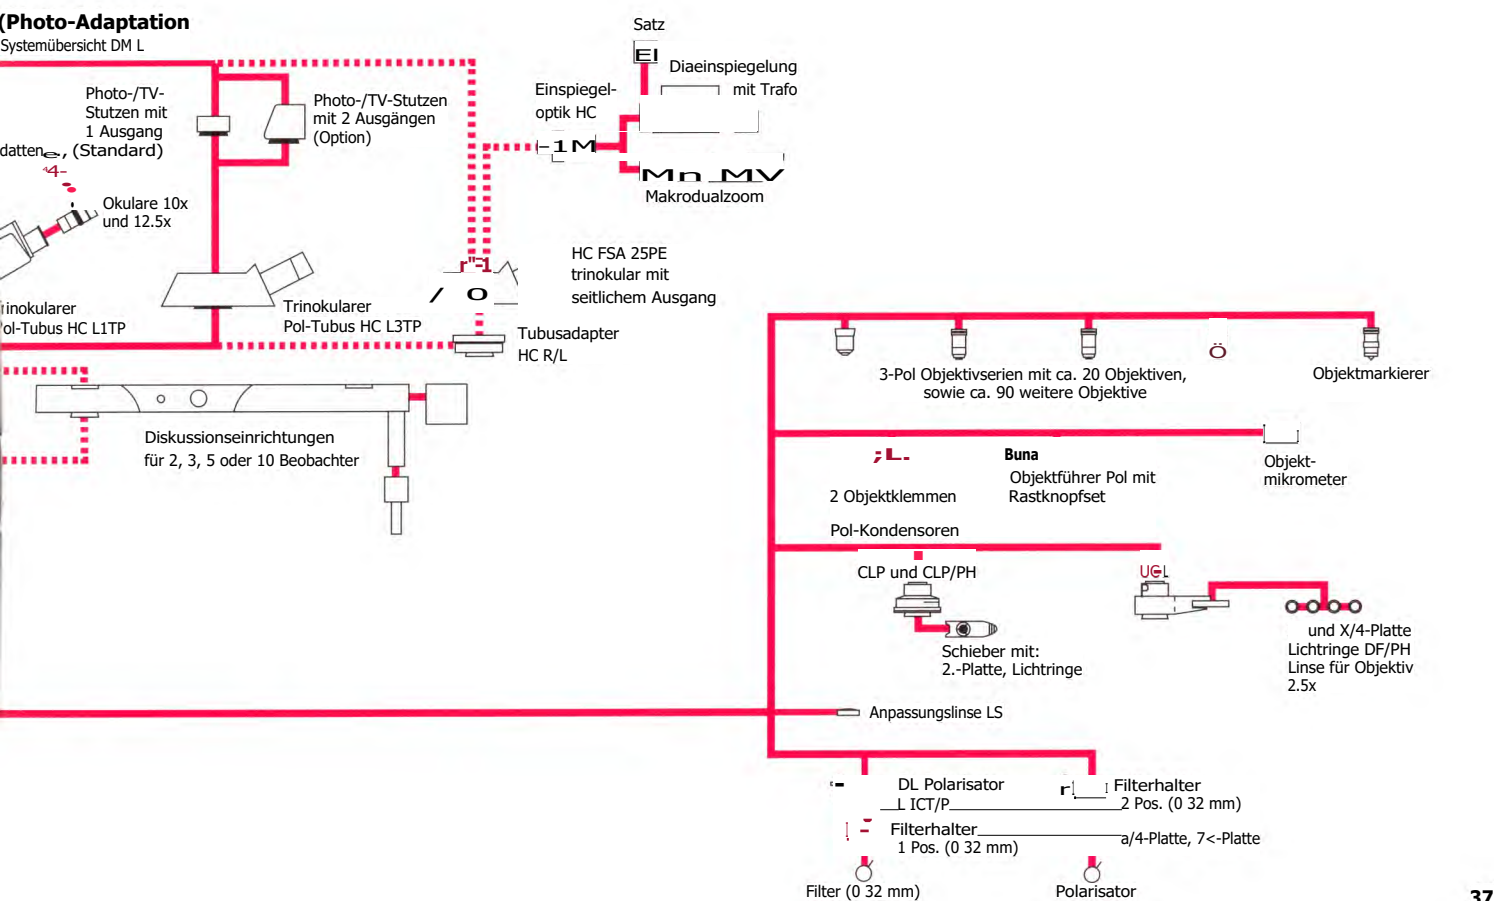 (Photo-Adaptation
Systemübersicht DM L
Photo-/TV-
Stutzen mit
1 Ausgang
(Standard)
Photo-/TV-Stutzen
mit 2 Ausgängen
(Option)
Okulare 10x
und 12.5x
Satz
Diaeinspiegelung
mit Trafo
Einspiegel-
optik HC
Makrodualzoom
HC FSA 25PE
trinokular mit
seitlichem Ausgang
inokularer
ol-Tubus HC L1TP
Trinokularer
Pol-Tubus HC L3TP
Tubusadapter
HC R/L
Diskussionseinrichtungen
für 2, 3, 5 oder 10 Beobachter
3-Pol Objektivserien mit ca. 20 Objektiven,
sowie ca. 90 weitere Objektive
Objektmarkierer
Buna
2 Objektklemmen
Objektführer Pol mit
Rastknopfset
Objekt-
mikrometer
Pol-Kondensoren
CLP und CLP/PH
Schieber mit:
2.-Platte, Lichtringe
und X/4-Platte
Lichtringe DF/PH
Linse für Objektiv
2.5x
Anpassungslinse LS
DL Polarisator
L ICT/P
Filterhalter
2 Pos. (0 32 mm)
Filterhalter
1 Pos. (0 32 mm)
a/4-Platte, 7<-Platte
Filter (0 32 mm)
Polarisator
37